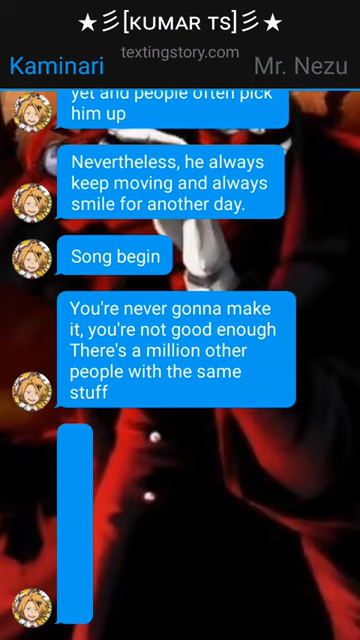 ★彡[ᴋᴜᴍᴀʀ ᴛs]彡★
textingstory.com
Kaminari
Mr. Nezu
yet and people often pick
him up
Nevertheless, he always
keep moving and always
smile for another day.
Song begin
You're never gonna make
it, you're not good enough
There's a million other
people with the same
stuff